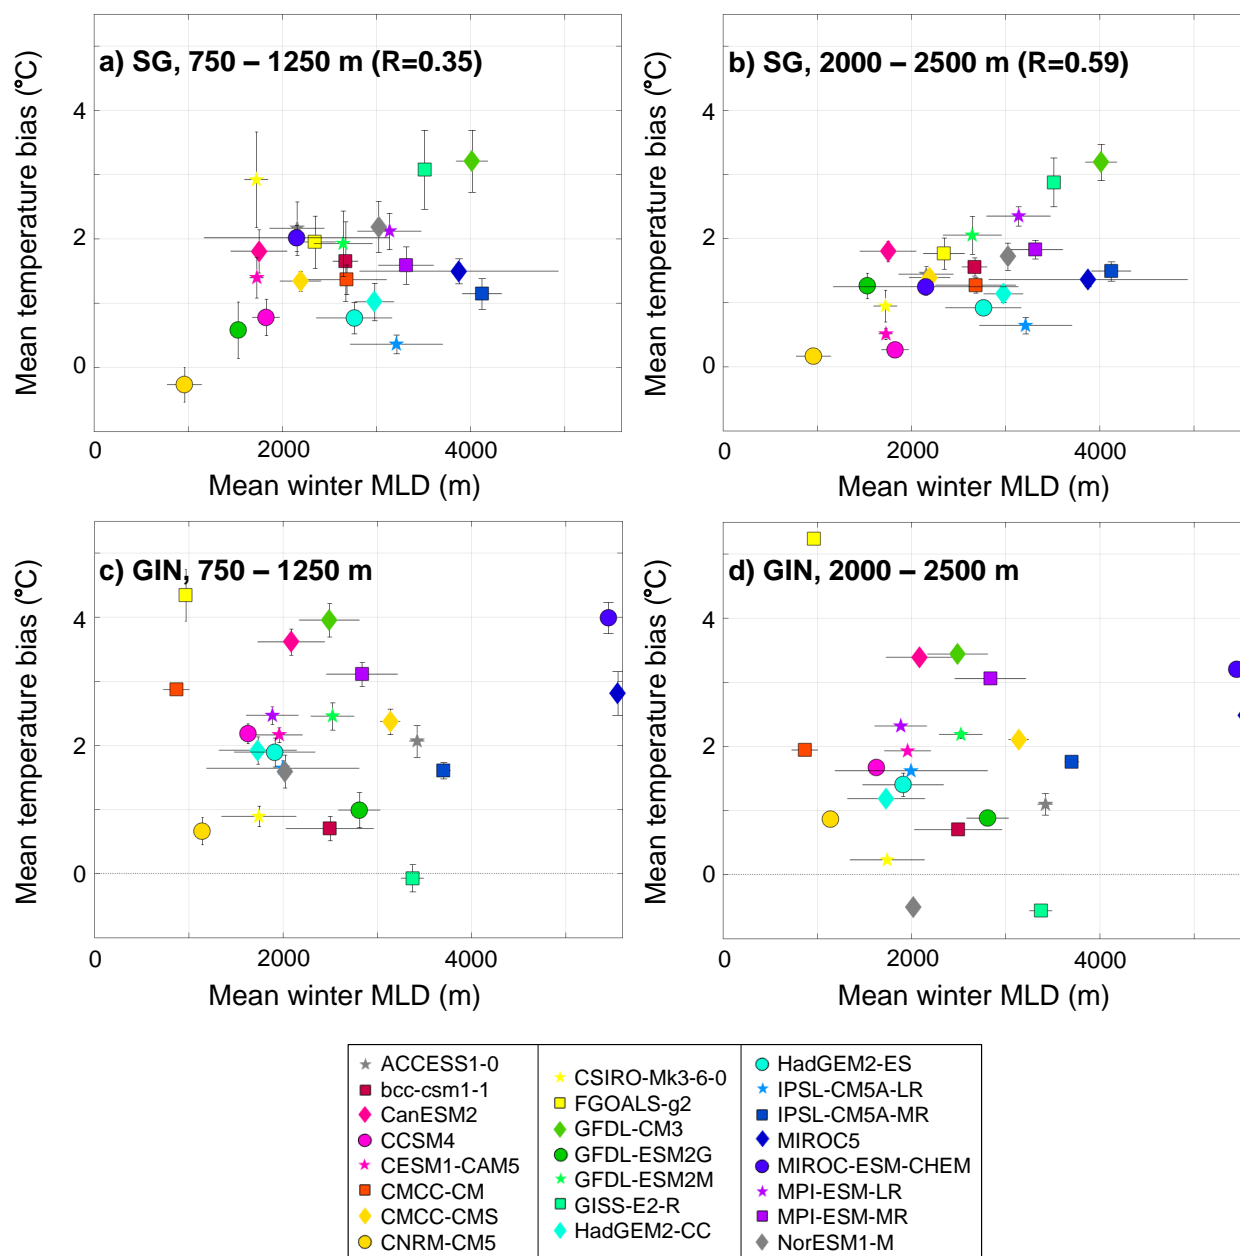 a) SG, 750 – 1250 m (R=0.35)
Mean temperature bias (°C)
4
2
0
0
2000
4000
Mean winter MLD (m)
b) SG, 2000 – 2500 m (R=0.59)
Mean temperature bias (°C)
4
2
0
0
2000
4000
Mean winter MLD (m)
c) GIN, 750 – 1250 m
Mean temperature bias (°C)
4
2
0
0
2000
4000
Mean winter MLD (m)
d) GIN, 2000 – 2500 m
Mean temperature bias (°C)
4
2
0
0
2000
4000
Mean winter MLD (m)
ACCESS1-0
bcc-csm1-1
CanESM2
CCSM4
CESM1-CAM5
CMCC-CM
CMCC-CMS
CNRM-CM5
CSIRO-Mk3-6-0
FGOALS-g2
GFDL-CM3
GFDL-ESM2G
GFDL-ESM2M
GISS-E2-R
HadGEM2-CC
HadGEM2-ES
IPSL-CM5A-LR
IPSL-CM5A-MR
MIROC5
MIROC-ESM-CHEM
MPI-ESM-LR
MPI-ESM-MR
NorESM1-M